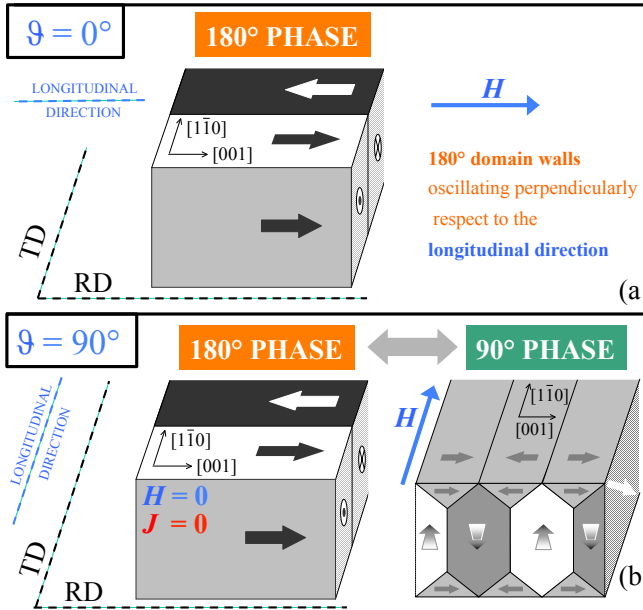 ϑ = 0°
180° PHASE
LONGITUDINAL
DIRECTION
H
[11̄0]
[001]
180° domain walls
oscillating perpendicularly
respect to the
longitudinal direction
TD
RD
(a
ϑ = 90°
180° PHASE
90° PHASE
LONGITUDINAL
DIRECTION
[11̄0]
[001]
H
[11̄0]
[001]
H = 0
J = 0
TD
RD
(b